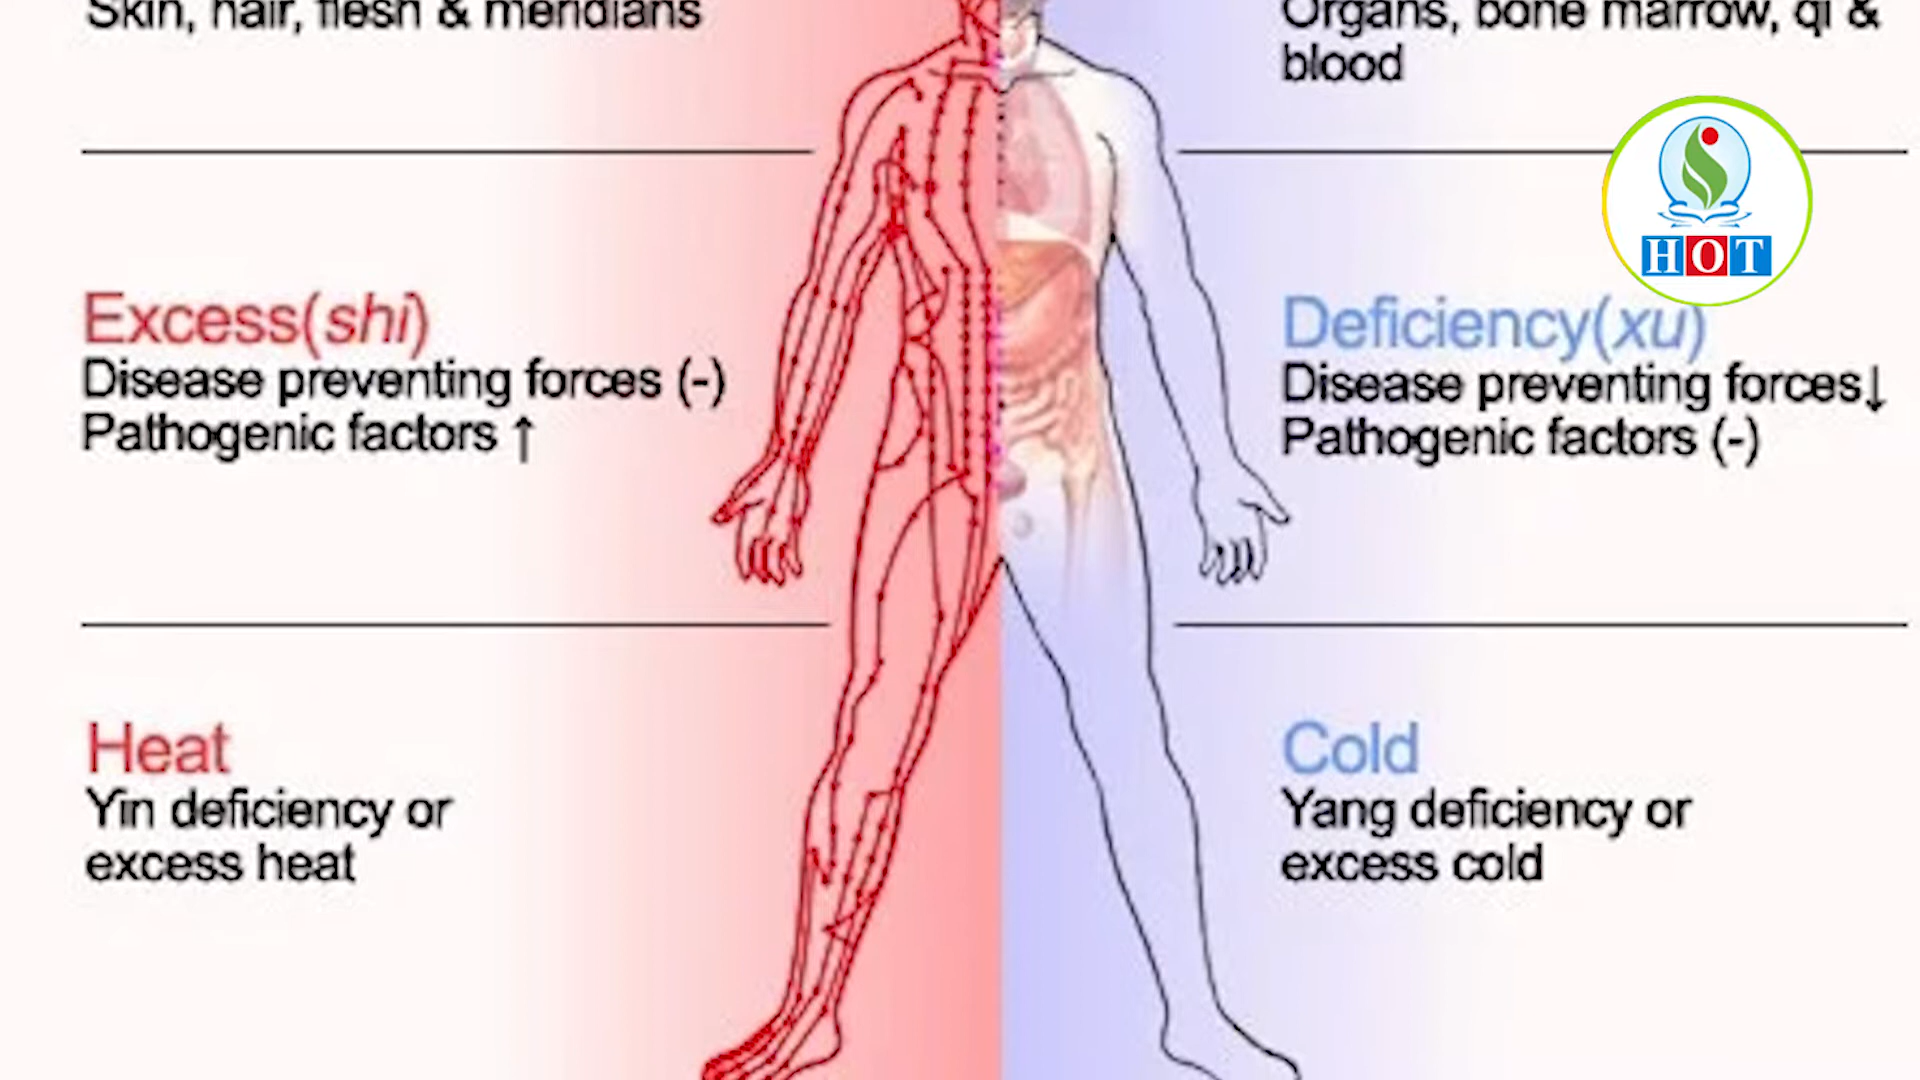 Skin, hair, flesh & meridians
Organs, bone marrow, qi &
blood
HOT
Excess(shi)
Disease preventing forces (-)
Pathogenic factors ↑
Deficiency(xu)
Disease preventing forces↓
Pathogenic factors (-)
Heat
Yin deficiency or
excess heat
Cold
Yang deficiency or
excess cold